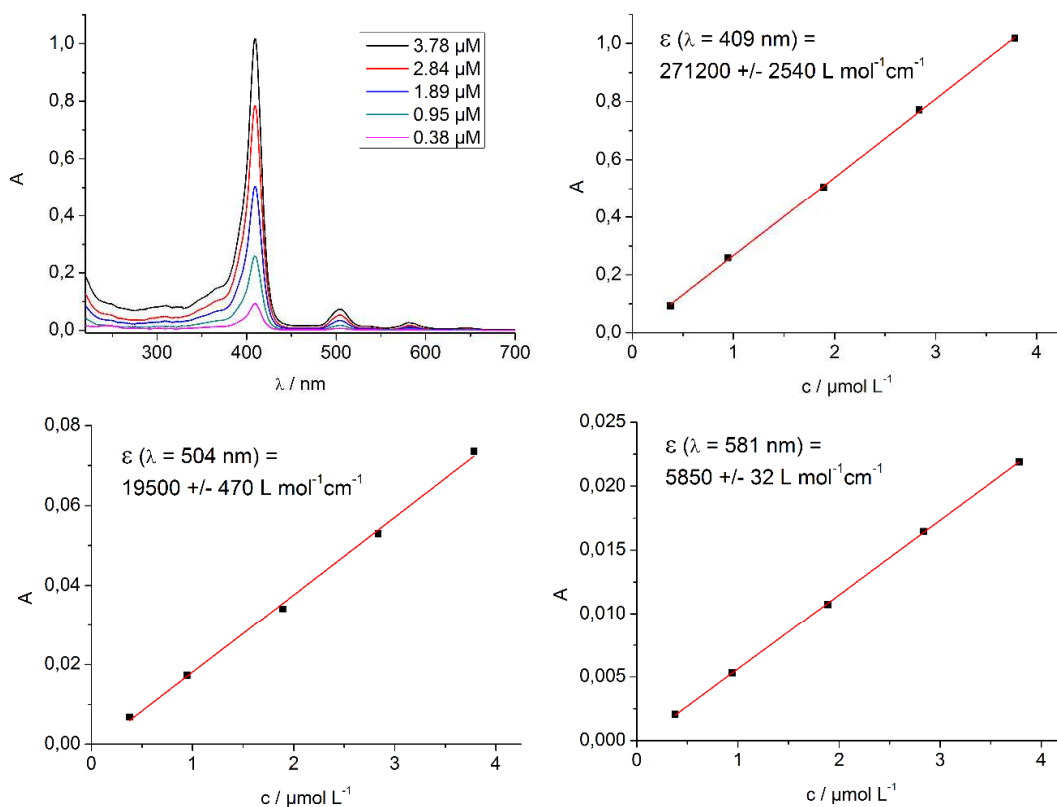 1,0
0,8
0,6
0,4
0,2
0,0
A
300
400
500
600
700
λ / nm
3.78 µM
2.84 µM
1.89 µM
0.95 µM
0.38 µM
1,0
0,8
0,6
0,4
0,2
0,0
A
ε (λ = 409 nm) =
271200 +/- 2540 L mol⁻¹cm⁻¹
0
1
2
3
4
c / µmol L⁻¹
0,08
0,06
0,04
0,02
0,00
A
ε (λ = 504 nm) =
19500 +/- 470 L mol⁻¹cm⁻¹
0
1
2
3
4
c / µmol L⁻¹
0,025
0,020
0,015
0,010
0,005
0,000
A
ε (λ = 581 nm) =
5850 +/- 32 L mol⁻¹cm⁻¹
0
1
2
3
4
c / µmol L⁻¹